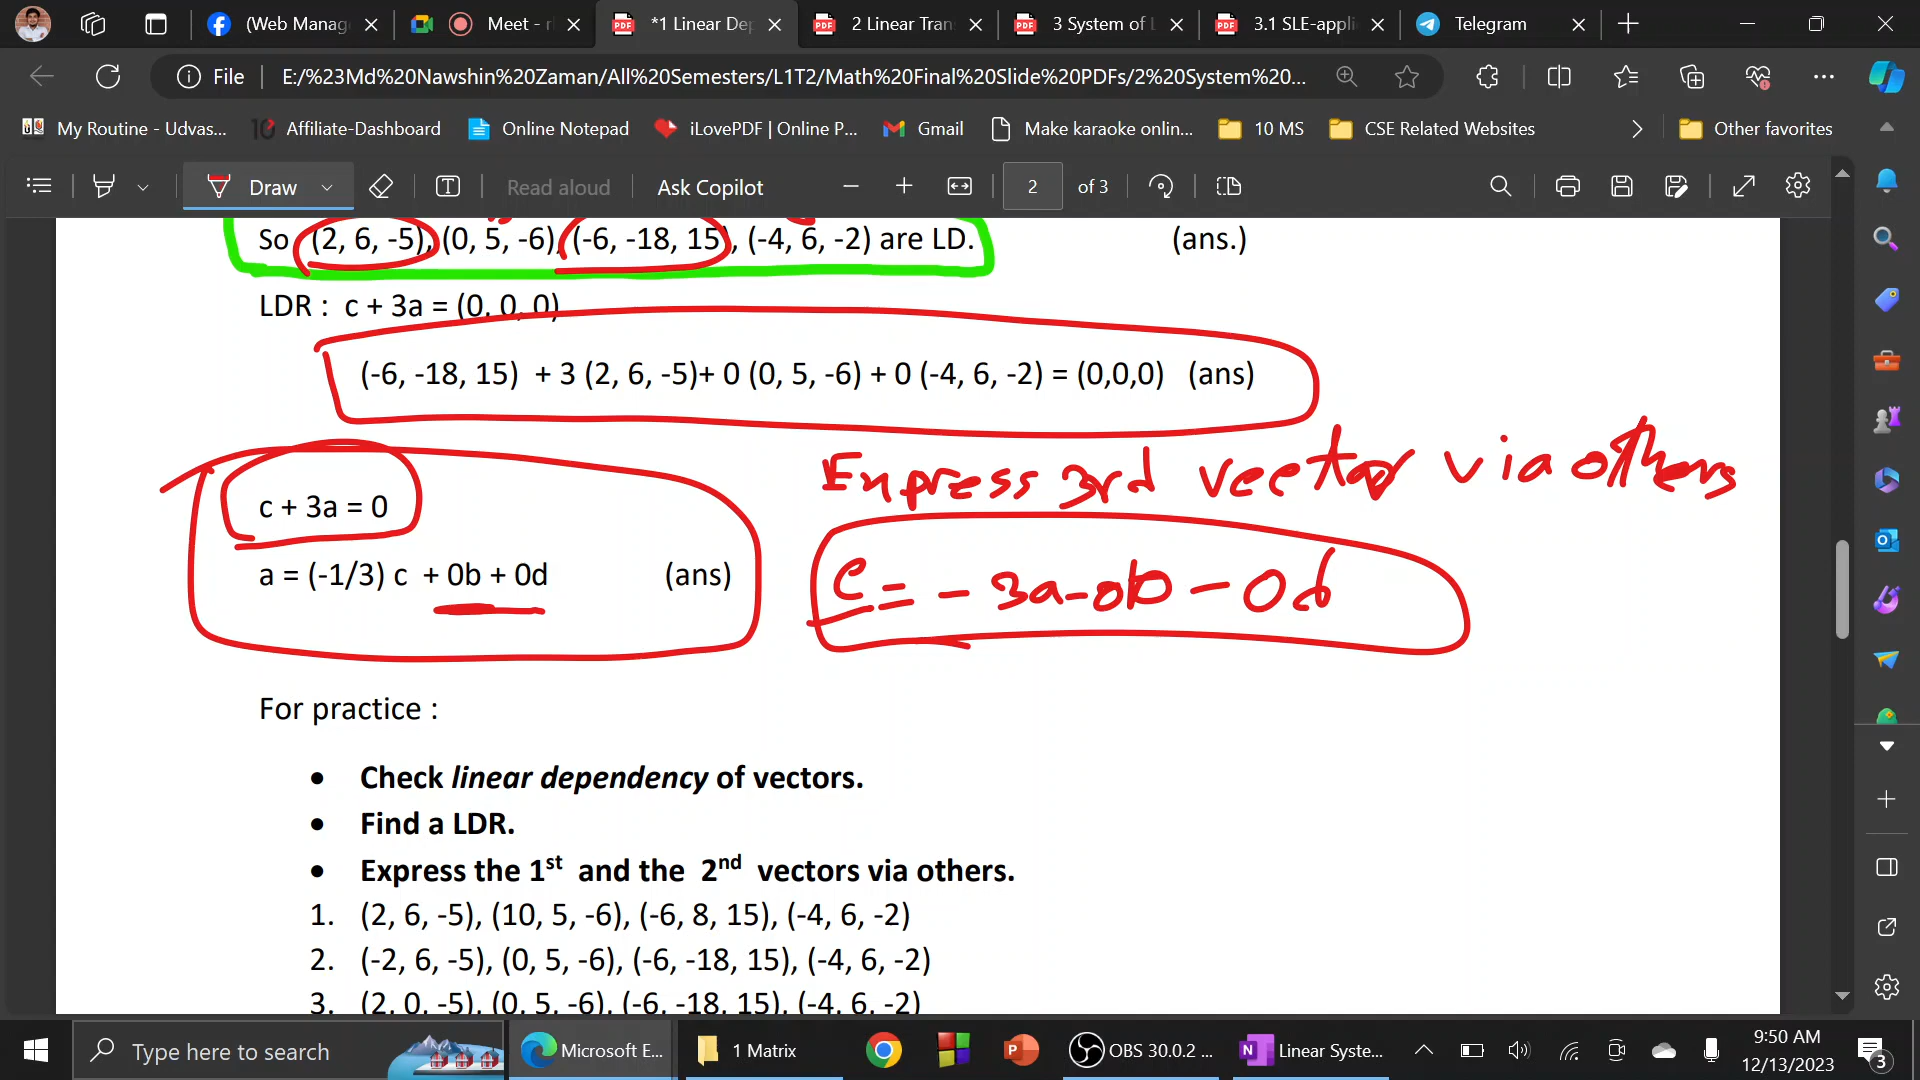 (Web Manag
Meet - r
*1 Linear Dep
2 Linear Tran
3 System of L
3.1 SLE-appli
Telegram
File
E:/%23Md%20Nawshin%20Zaman/All%20Semesters/L1T2/Math%20Final%20Slide%20PDFs/2%20System%20...
My Routine - Udvas...
Affiliate-Dashboard
Online Notepad
iLovePDF | Online P...
Gmail
Make karaoke onlin...
10 MS
CSE Related Websites
Other favorites
Draw
Read aloud
Ask Copilot
2
of 3
So (2, 6, -5), (0, 5, -6), (-6, -18, 15), (-4, 6, -2) are LD. (ans.)
LDR : c + 3a = (0, 0, 0)
(-6, -18, 15) + 3 (2, 6, -5)+ 0 (0, 5, -6) + 0 (-4, 6, -2) = (0,0,0) (ans)
Express 3rd vector via others
c + 3a = 0
a = (-1/3) c + 0b + 0d (ans)
c = - 3a - 0b - 0d
For practice :
• Check linear dependency of vectors.
• Find a LDR.
• Express the 1st and the 2nd vectors via others.
1. (2, 6, -5), (10, 5, -6), (-6, 8, 15), (-4, 6, -2)
2. (-2, 6, -5), (0, 5, -6), (-6, -18, 15), (-4, 6, -2)
3. (2, 0, -5), (0, 5, -6), (-6, -18, 15), (-4, 6, -2)
Type here to search
Microsoft E...
1 Matrix
OBS 30.0.2 ...
Linear Syste...
9:50 AM
12/13/2023
3